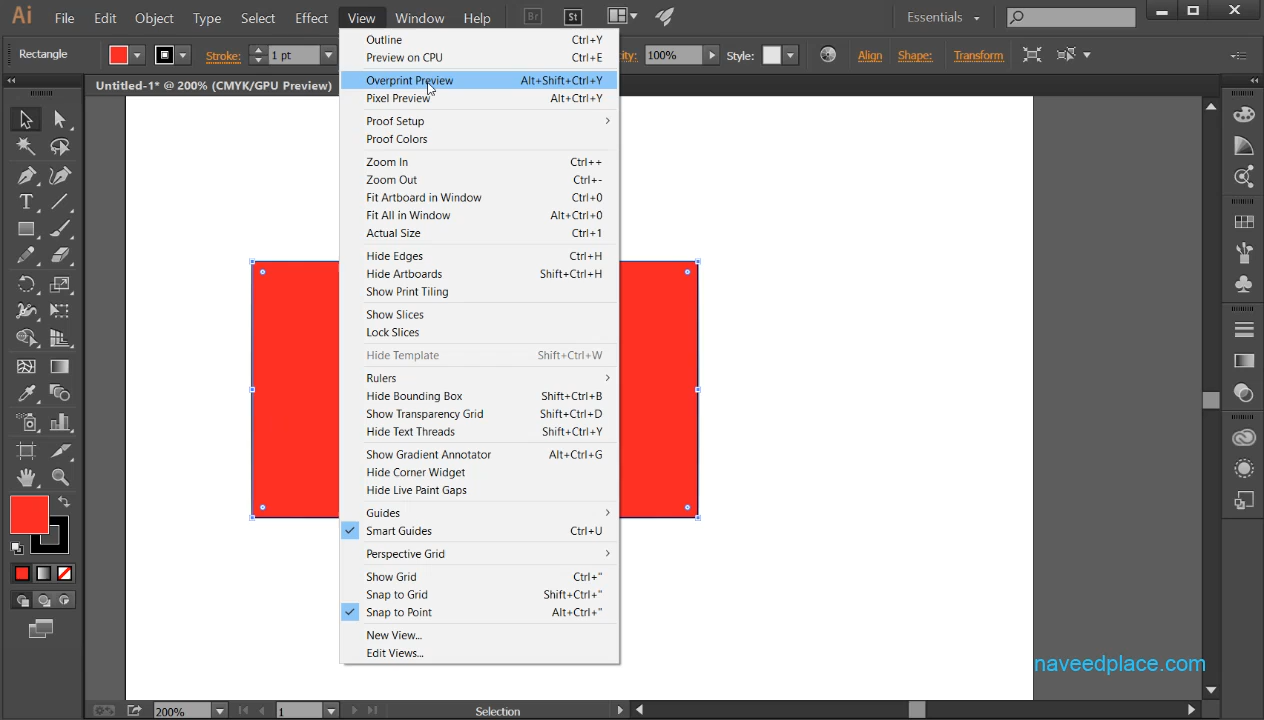 Ai File Edit Object Type Select Effect View Window Help Br St Essentials
Rectangle Stroke: 1 pt 100% Style: Align Shape: Transform
Untitled-1* @ 200% (CMYK/GPU Preview)
Outline Ctrl+Y
Preview on CPU Ctrl+E
Overprint Preview Alt+Shift+Ctrl+Y
Pixel Preview Alt+Ctrl+Y
Proof Setup
Proof Colors
Zoom In Ctrl++
Zoom Out Ctrl+-
Fit Artboard in Window Ctrl+0
Fit All in Window Alt+Ctrl+0
Actual Size Ctrl+1
Hide Edges Ctrl+H
Hide Artboards Shift+Ctrl+H
Show Print Tiling
Show Slices
Lock Slices
Hide Template Shift+Ctrl+W
Rulers
Hide Bounding Box Shift+Ctrl+B
Show Transparency Grid Shift+Ctrl+D
Hide Text Threads Shift+Ctrl+Y
Show Gradient Annotator Alt+Ctrl+G
Hide Corner Widget
Hide Live Paint Gaps
Guides
Smart Guides Ctrl+U
Perspective Grid
Show Grid Ctrl+"
Snap to Grid Shift+Ctrl+"
Snap to Point Alt+Ctrl+"
New View...
Edit Views...
naveedplace.com
200% 1 Selection